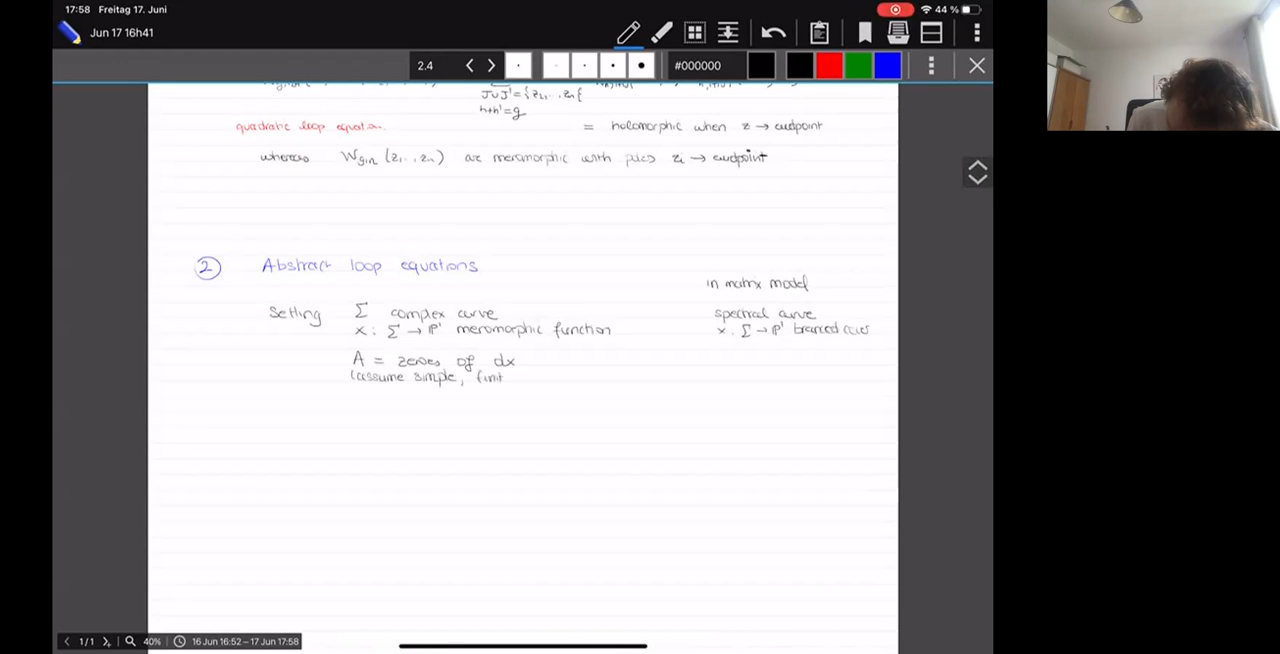 17:58 Freitag 17. Juni
44 %
Jun 17 16h41
2.4
#000000
J∪J'={z2,...zn{
h+h'=g
quadratic loop equation
= holomorphic when z → endpoint
whereas Wg,n (z1...zn) are meromorphic with poles zi → endpoint
② Abstract loop equations
in matrix model
Setting Σ complex curve
spectral curve
x: Σ → P¹ meromorphic function
x: Σ → P¹ branched cover
A = zeroes of dx
(assume simple, finit
1/1
40%
16 Jun 16:52 – 17 Jun 17:58